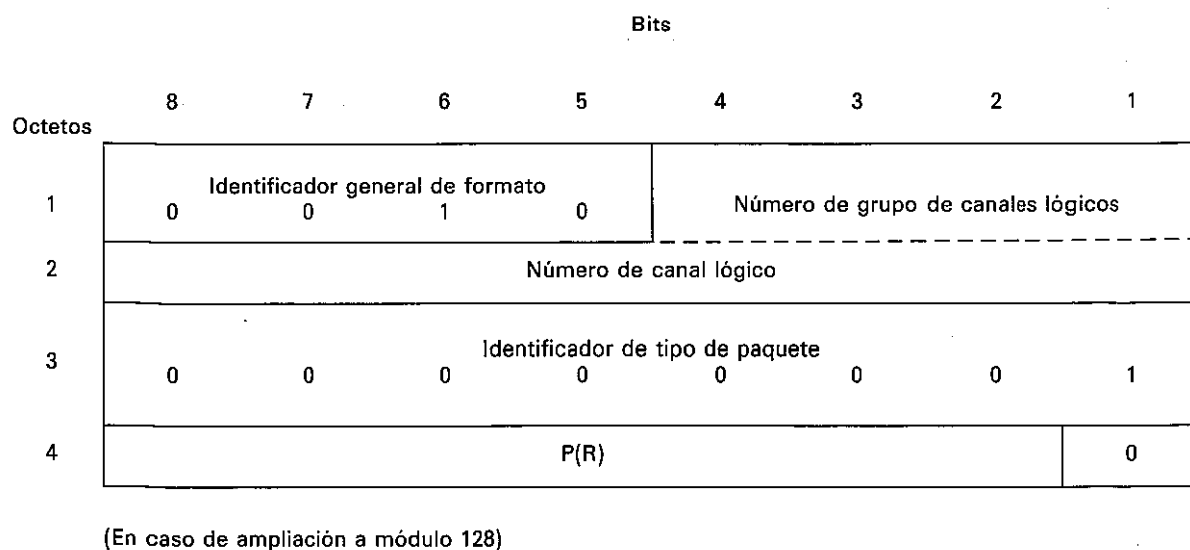 Bits
8 7 6 5 4 3 2 1
Octetos
1 Identificador general de formato Número de grupo de canales lógicos
0 0 1 0
2 Número de canal lógico
3 Identificador de tipo de paquete
0 0 0 0 0 0 0 1
4 P(R) 0
(En caso de ampliación a módulo 128)